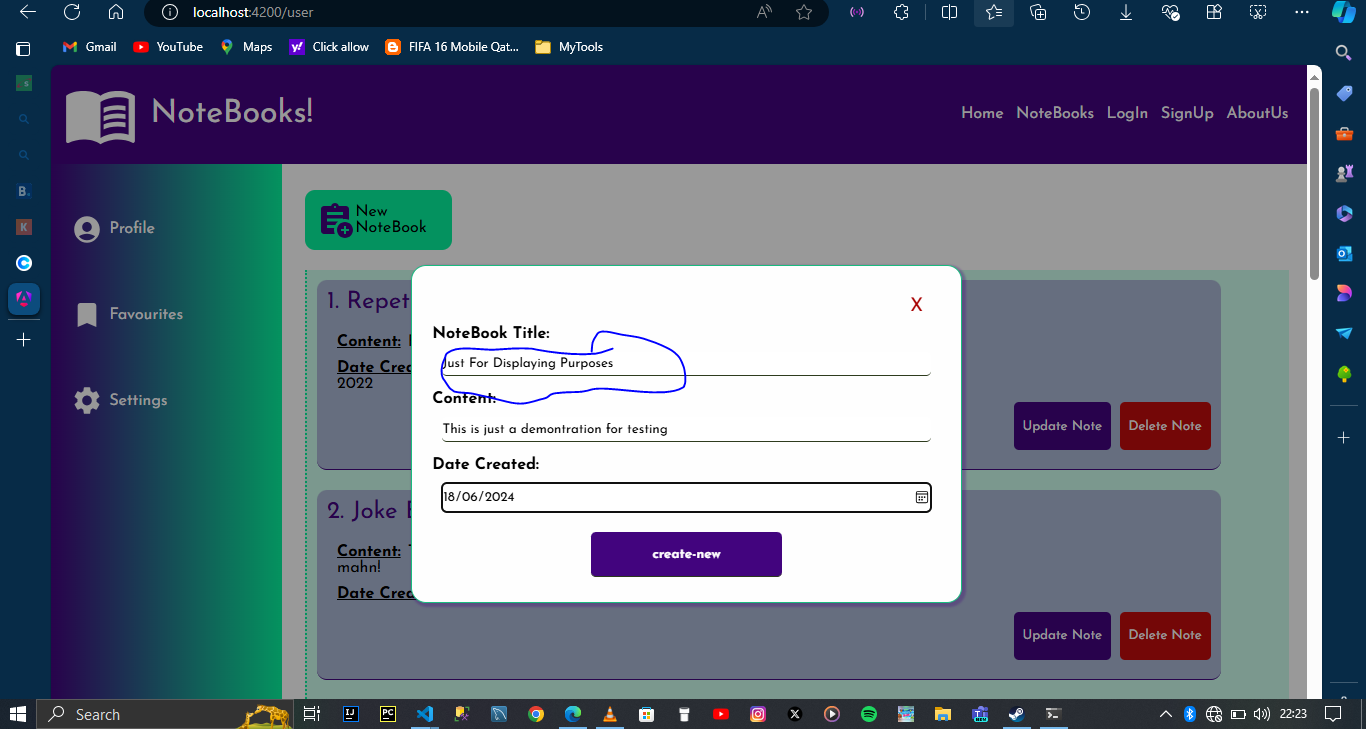 localhost:4200/user
Gmail YouTube Maps Click allow FIFA 16 Mobile Qat... MyTools
NoteBooks!
Home NoteBooks LogIn SignUp AboutUs
Profile
Favourites
Settings
New
NoteBook
1. Repet
Content:
Date Crea
2022
Update Note Delete Note
2. Joke
Content:
mahn!
Date Crea
Update Note Delete Note
X
NoteBook Title:
Just For Displaying Purposes
Content:
This is just a demontration for testing
Date Created:
18/06/2024
create-new
Search
22:23